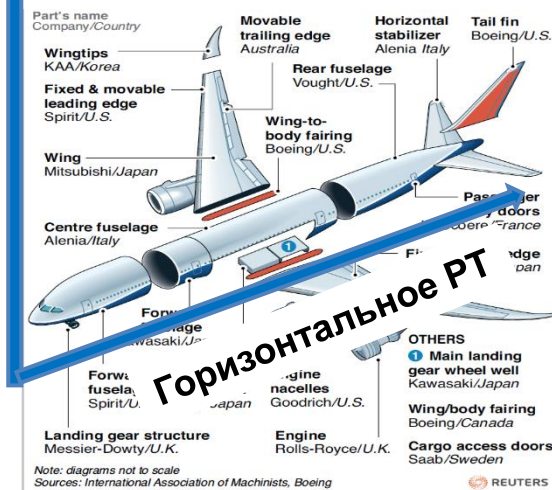 Part's name
Company/Country
Wingtips
KAA/Korea
Movable
trailing edge
Australia
Horizontal
stabilizer
Alenia Italy
Tail fin
Boeing/U.S.
Fixed & movable
leading edge
Spirit/U.S.
Rear fuselage
Vought/U.S.
Wing-to-
body fairing
Boeing/U.S.
Wing
Mitsubishi/Japan
doors
France
Centre fuselage
Alenia/Italy
1
Горизонтальное РТ
Landing gear structure
Messier-Dowty/U.K.
nacelles
Goodrich/U.S.
Engine
Rolls-Royce/U.K.
OTHERS
1 Main landing
gear wheel well
Kawasaki/Japan
Wing/body fairing
Boeing/Canada
Cargo access doors
Saab/Sweden
Note: diagrams not to scale
Sources: International Association of Machinists, Boeing
REUTERS